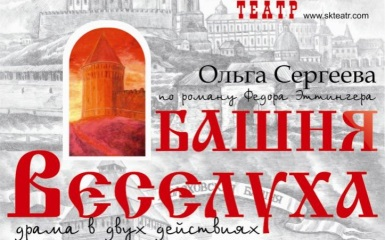 ТЕАТР www.skteatr.com
Ольга Сергеева
по роману Федора Эттингера
БАШНЯ
Веселуха
драма в двух действиях